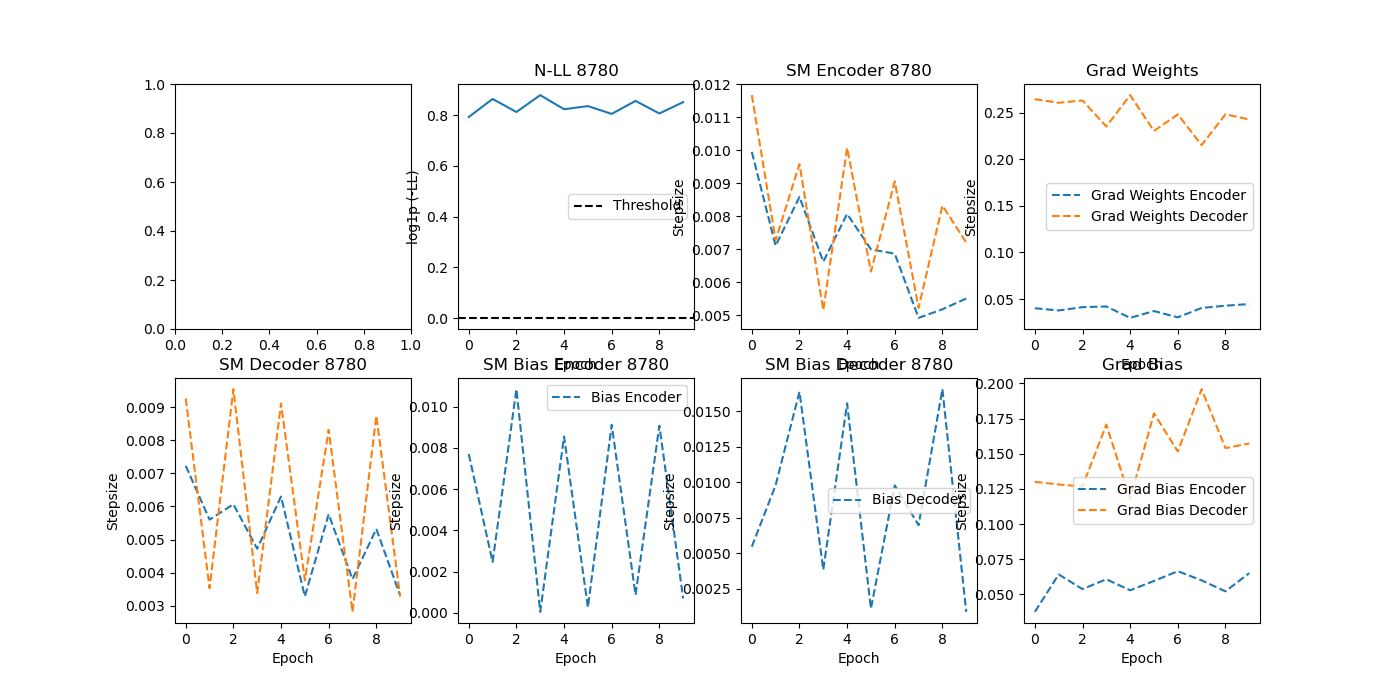 N-LL 8780
SM Encoder 8780
Grad Weights
1.0
0.8
0.6
0.4
0.2
0.0
0.0 0.2 0.4 0.6 0.8 1.0
log1p (-LL)
0.8
0.6
0.4
0.2
0.0
Threshold
0 2 4 6 8
Epoch
Stepsize
0.012
0.011
0.010
0.009
0.008
0.007
0.006
0.005
0 2 4 6 8
Epoch
Stepsize
0.25
0.20
0.15
0.10
0.05
Grad Weights Encoder
Grad Weights Decoder
0 2 4 6 8
Epoch
SM Decoder 8780
SM Bias Encoder 8780
SM Bias Decoder 8780
Grad Bias
Stepsize
0.009
0.008
0.007
0.006
0.005
0.004
0.003
0 2 4 6 8
Epoch
Stepsize
0.010
0.008
0.006
0.004
0.002
0.000
Bias Encoder
0 2 4 6 8
Epoch
Stepsize
0.0150
0.0125
0.0100
0.0075
0.0050
0.0025
Bias Decoder
0 2 4 6 8
Epoch
Stepsize
0.200
0.175
0.150
0.125
0.100
0.075
0.050
Grad Bias Encoder
Grad Bias Decoder
0 2 4 6 8
Epoch